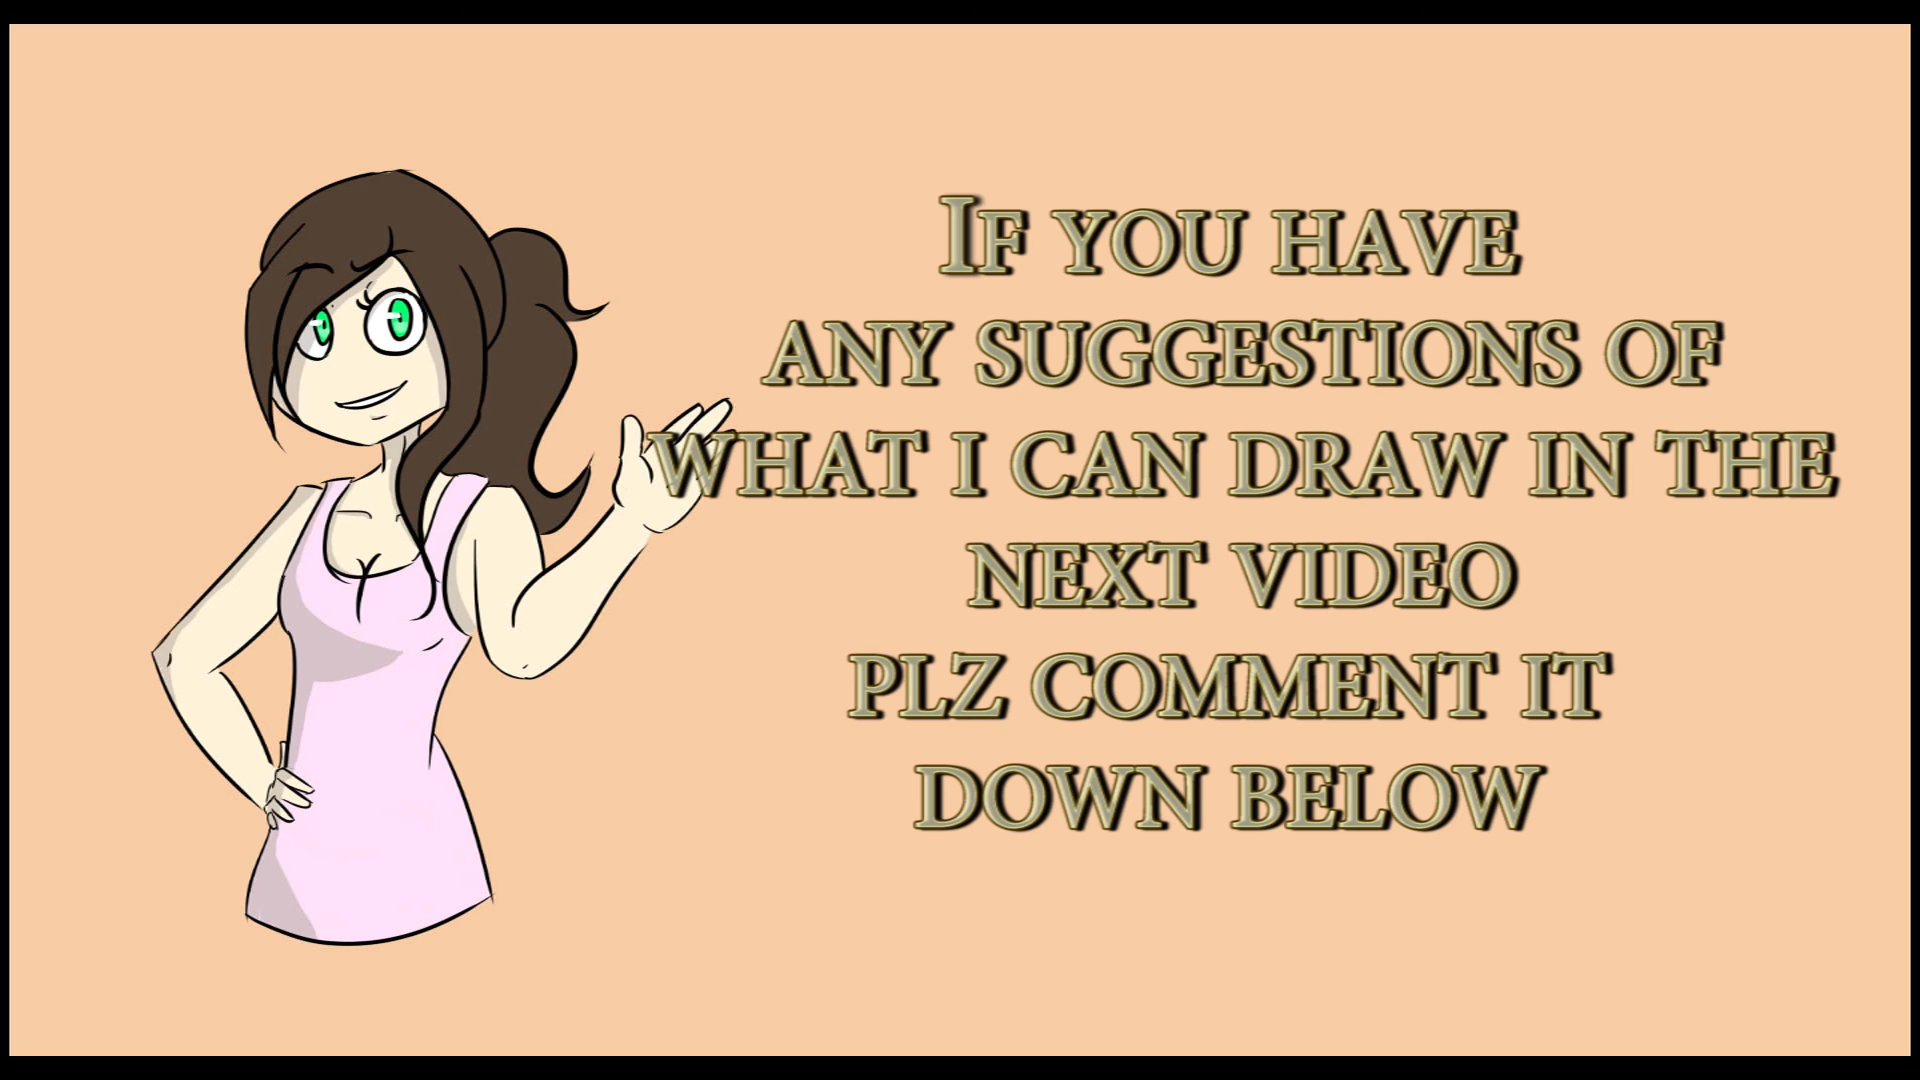 If you have
any suggestions of
what i can draw in the
next video
plz comment it
down below